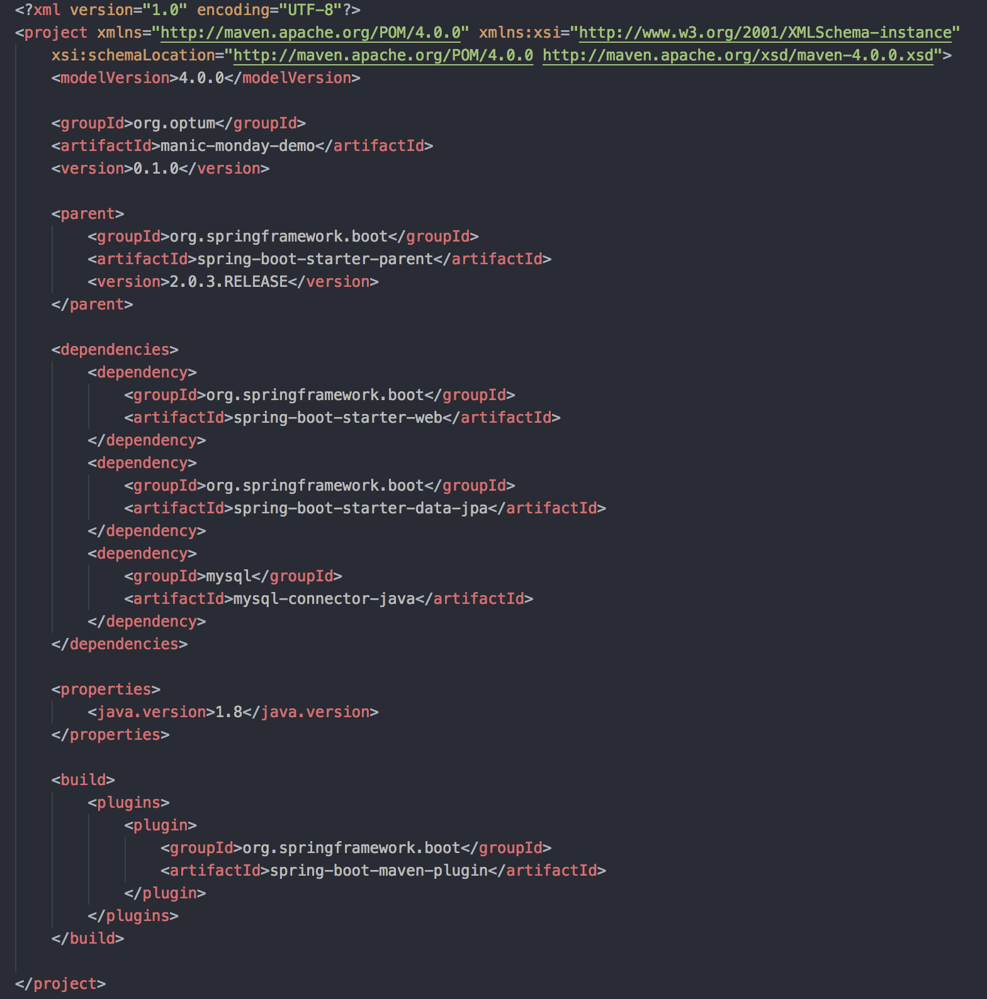 <?xml version="1.0" encoding="UTF-8"?>
<project xmlns="http://maven.apache.org/POM/4.0.0" xmlns:xsi="http://www.w3.org/2001/XMLSchema-instance"
    xsi:schemaLocation="http://maven.apache.org/POM/4.0.0 http://maven.apache.org/xsd/maven-4.0.0.xsd">
    <modelVersion>4.0.0</modelVersion>

    <groupId>org.optum</groupId>
    <artifactId>manic-monday-demo</artifactId>
    <version>0.1.0</version>

    <parent>
        <groupId>org.springframework.boot</groupId>
        <artifactId>spring-boot-starter-parent</artifactId>
        <version>2.0.3.RELEASE</version>
    </parent>

    <dependencies>
        <dependency>
            <groupId>org.springframework.boot</groupId>
            <artifactId>spring-boot-starter-web</artifactId>
        </dependency>
        <dependency>
            <groupId>org.springframework.boot</groupId>
            <artifactId>spring-boot-starter-data-jpa</artifactId>
        </dependency>
        <dependency>
            <groupId>mysql</groupId>
            <artifactId>mysql-connector-java</artifactId>
        </dependency>
    </dependencies>

    <properties>
        <java.version>1.8</java.version>
    </properties>

    <build>
        <plugins>
            <plugin>
                <groupId>org.springframework.boot</groupId>
                <artifactId>spring-boot-maven-plugin</artifactId>
            </plugin>
        </plugins>
    </build>

</project>